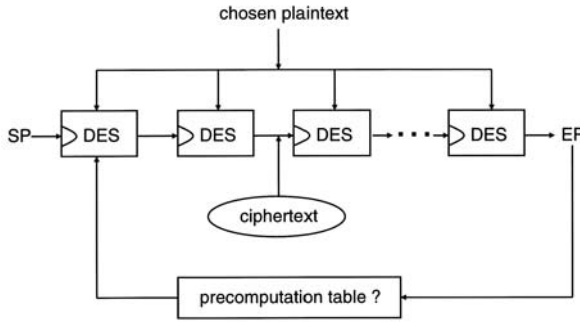 chosen plaintext
SP DES DES DES DES EP
ciphertext
precomputation table ?